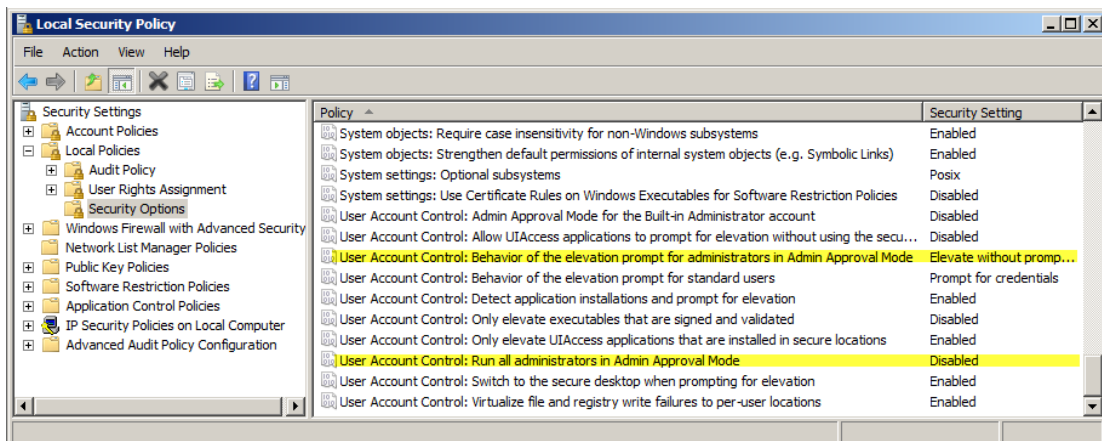 Local Security Policy
File Action View Help
Security Settings
Account Policies
Local Policies
Audit Policy
User Rights Assignment
Security Options
Windows Firewall with Advanced Security
Network List Manager Policies
Public Key Policies
Software Restriction Policies
Application Control Policies
IP Security Policies on Local Computer
Advanced Audit Policy Configuration
Policy Security Setting
System objects: Require case insensitivity for non-Windows subsystems Enabled
System objects: Strengthen default permissions of internal system objects (e.g. Symbolic Links) Enabled
System settings: Optional subsystems Posix
System settings: Use Certificate Rules on Windows Executables for Software Restriction Policies Disabled
User Account Control: Admin Approval Mode for the Built-in Administrator account Disabled
User Account Control: Allow UIAccess applications to prompt for elevation without using the secu... Disabled
User Account Control: Behavior of the elevation prompt for administrators in Admin Approval Mode Elevate without promp...
User Account Control: Behavior of the elevation prompt for standard users Prompt for credentials
User Account Control: Detect application installations and prompt for elevation Enabled
User Account Control: Only elevate executables that are signed and validated Disabled
User Account Control: Only elevate UIAccess applications that are installed in secure locations Enabled
User Account Control: Run all administrators in Admin Approval Mode Disabled
User Account Control: Switch to the secure desktop when prompting for elevation Enabled
User Account Control: Virtualize file and registry write failures to per-user locations Enabled